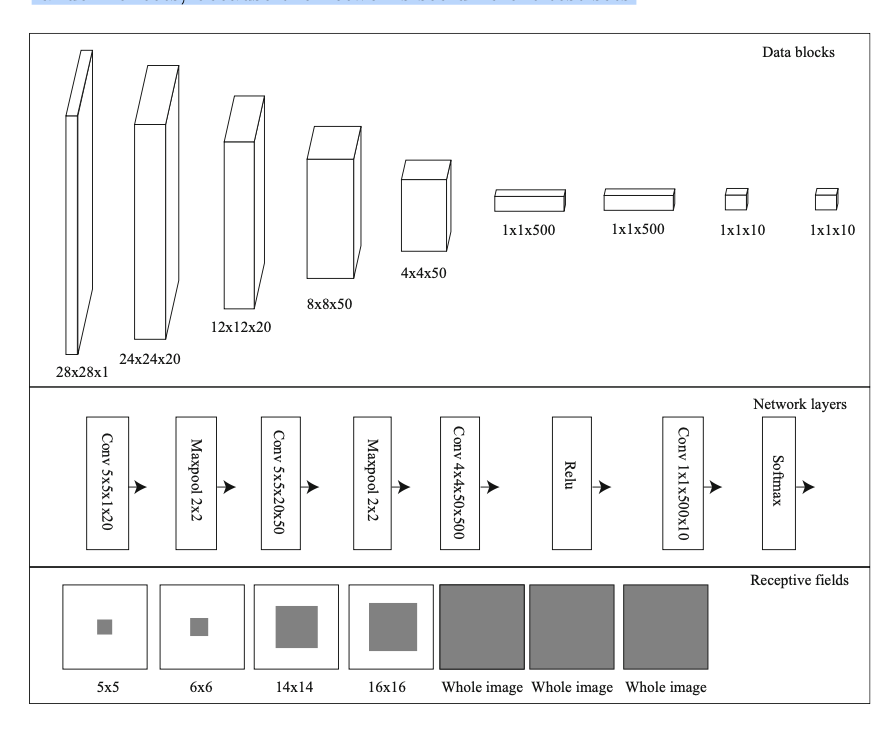 Data blocks
28x28x1
24x24x20
12x12x20
8x8x50
4x4x50
1x1x500
1x1x500
1x1x10
1x1x10
Network layers
Conv 5x5x1x20
Maxpool 2x2
Conv 5x5x20x50
Maxpool 2x2
Conv 4x4x50x500
Relu
Conv 1x1x500x10
Softmax
Receptive fields
5x5
6x6
14x14
16x16
Whole image
Whole image
Whole image